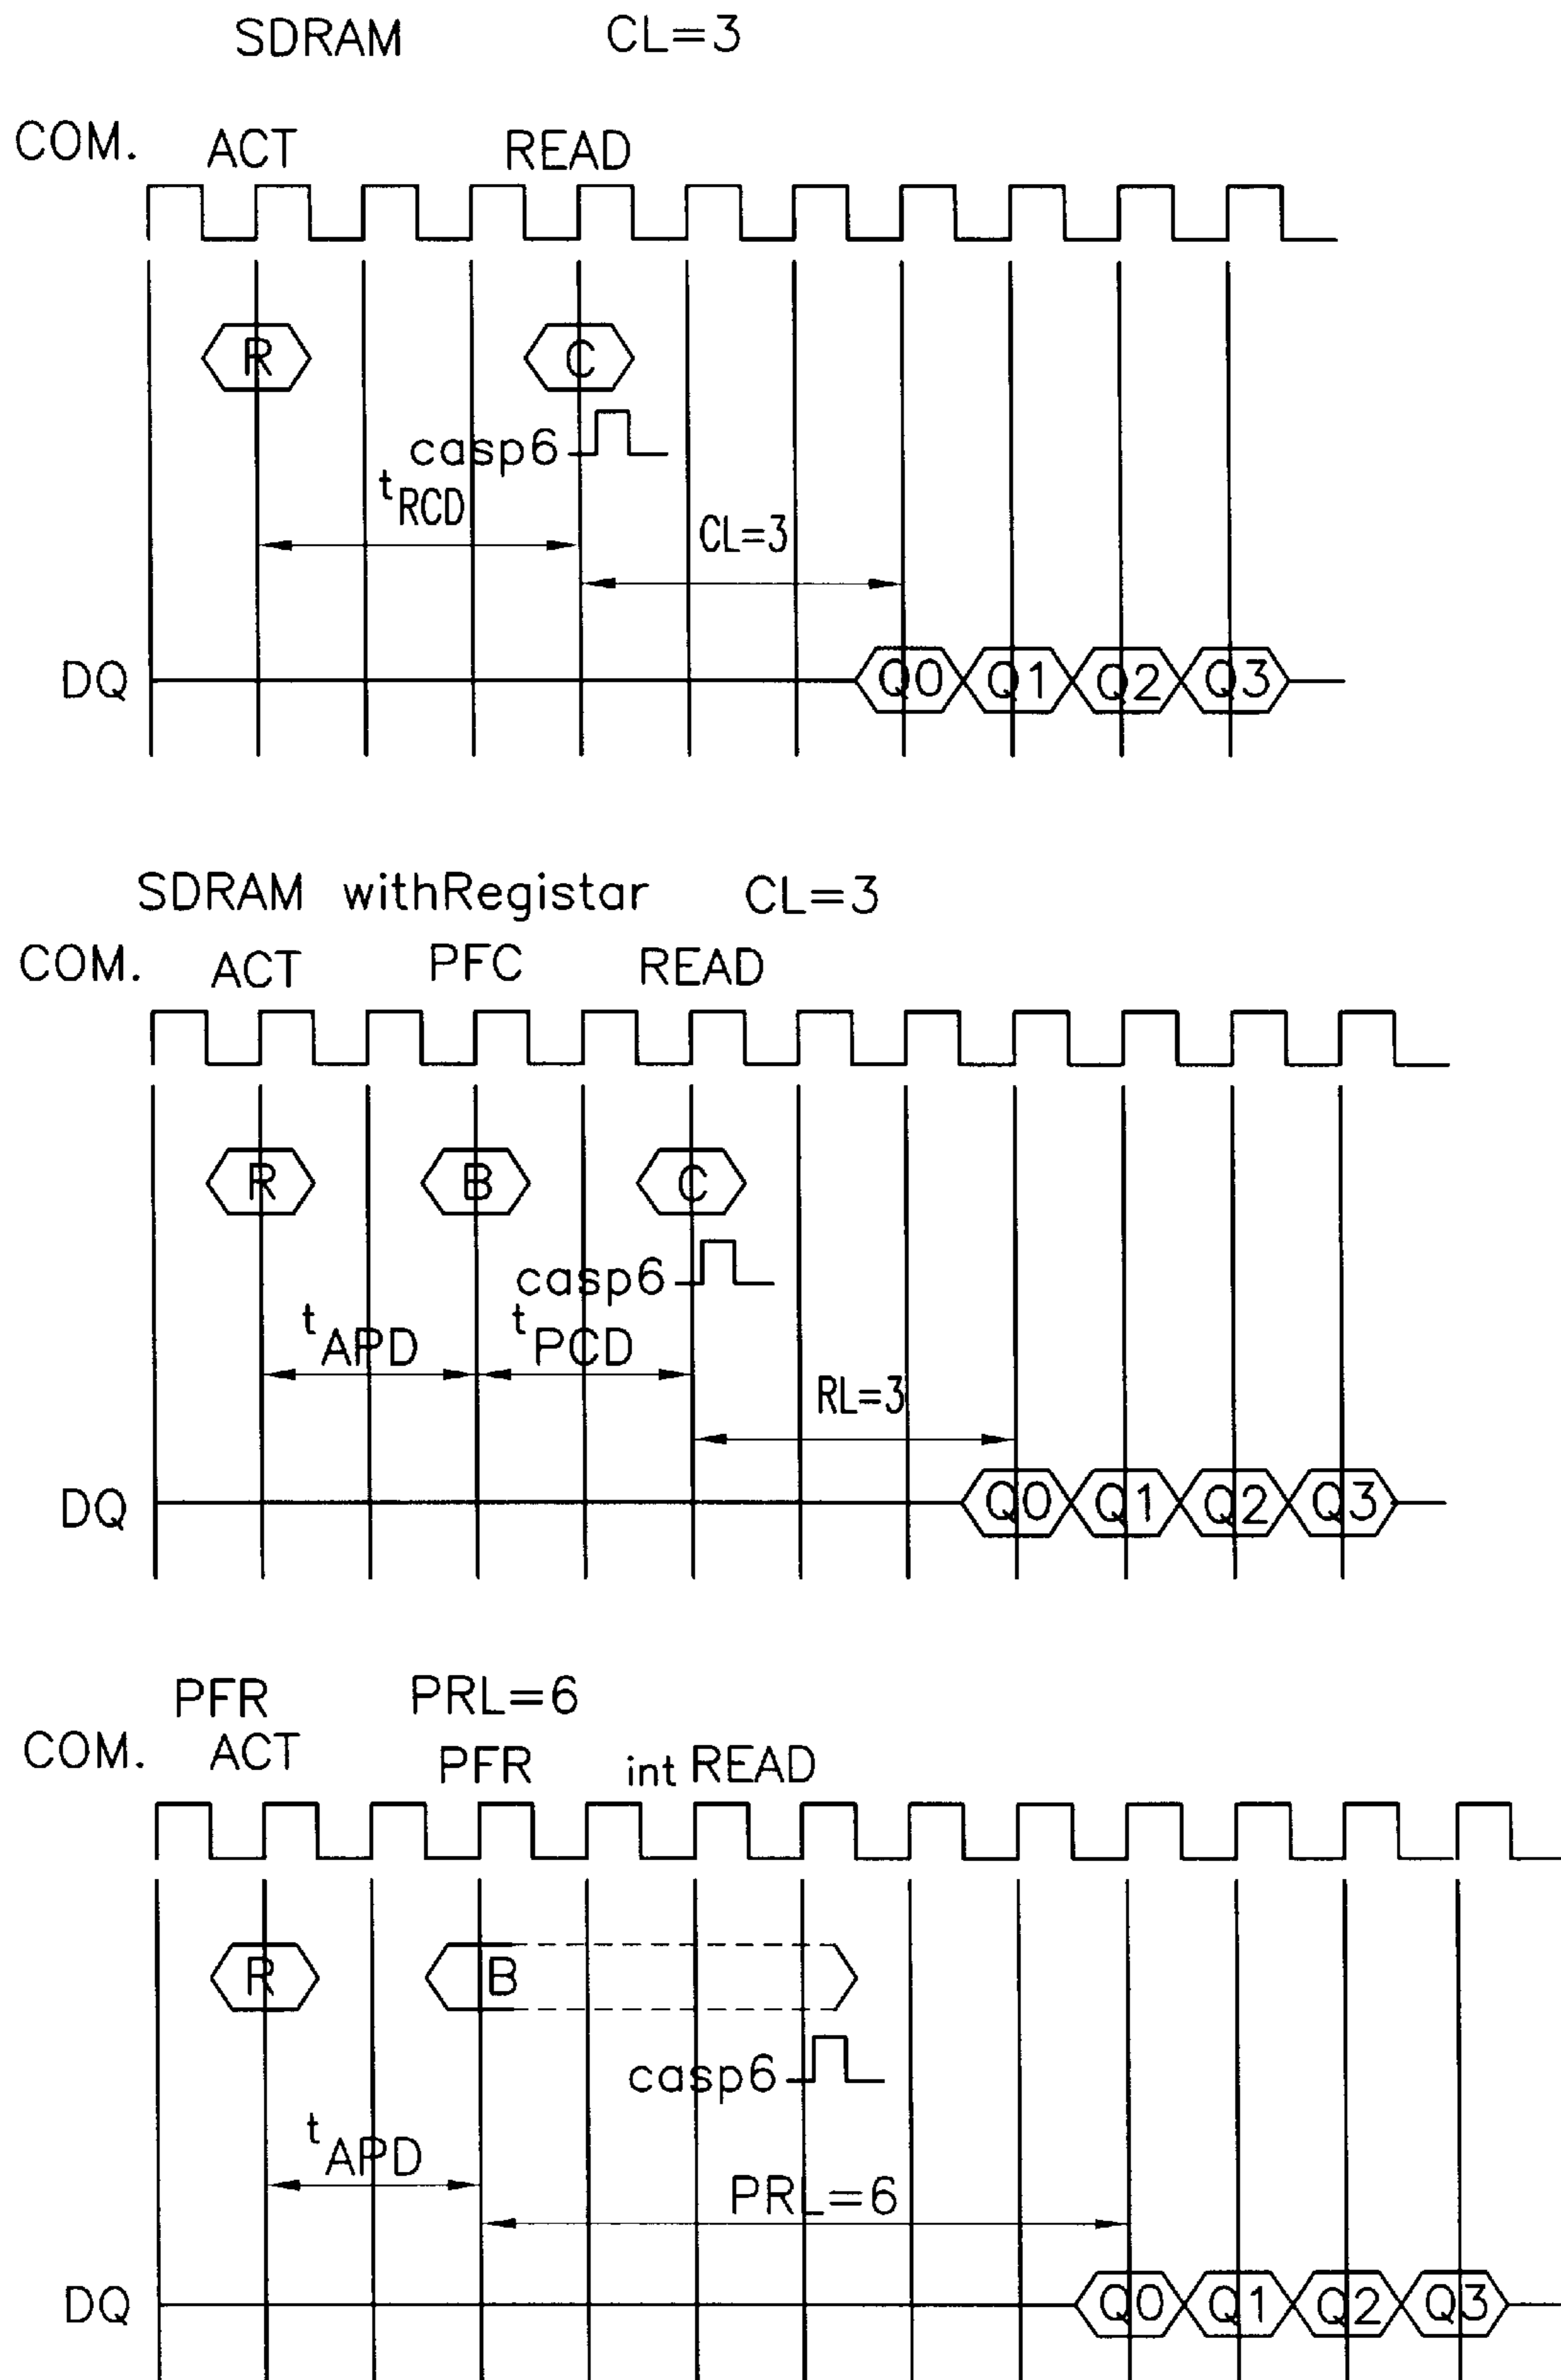 SDRAM CL=3
COM. ACT READ
R C
casp6
tRCD
CL=3
DQ Q0 Q1 Q2 Q3
SDRAM withRegistar CL=3
COM. ACT PFC READ
R B C
casp6
tAPD tPCD
RL=3
DQ Q0 Q1 Q2 Q3
PFR PRL=6
COM. ACT PFR int READ
R B
casp6
tAPD
PRL=6
DQ Q0 Q1 Q2 Q3